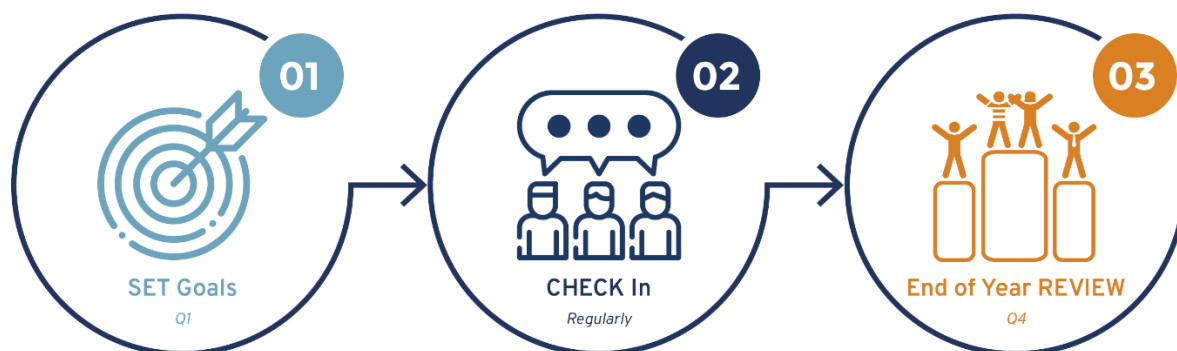 01
SET Goals
Q1
02
CHECK In
Regularly
03
End of Year REVIEW
Q4